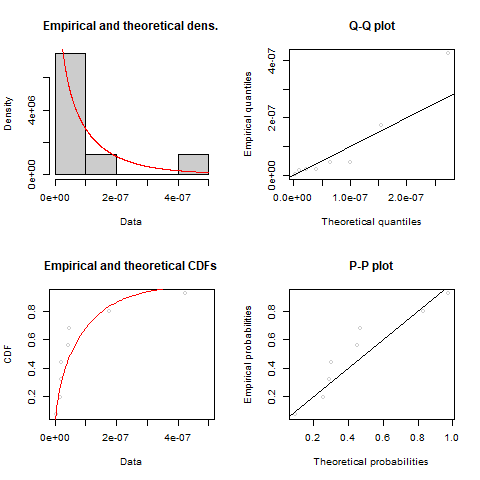 Empirical and theoretical dens.
Density
0e+00 4e+06
0e+00 2e-07 4e-07
Data
Q-Q plot
Empirical quantiles
0e+00 2e-07 4e-07
0.0e+00 1.0e-07 2.0e-07
Theoretical quantiles
Empirical and theoretical CDFs
CDF
0.2 0.4 0.6 0.8
0e+00 2e-07 4e-07
Data
P-P plot
Empirical probabilities
0.2 0.4 0.6 0.8
0.2 0.4 0.6 0.8 1.0
Theoretical probabilities